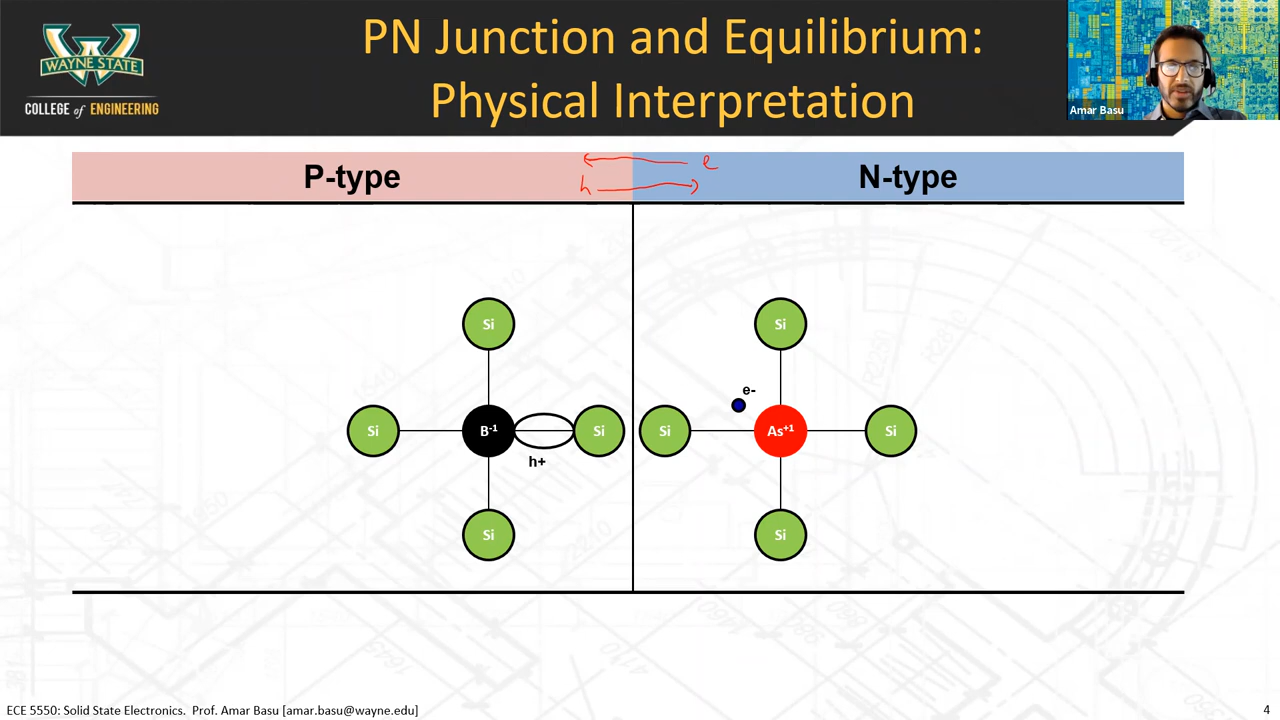 WAYNE STATE
COLLEGE of ENGINEERING
PN Junction and Equilibrium:
Physical Interpretation
Amar Basu
P-type
e
h
N-type
Si
Si
e-
Si
B-1
Si
Si
As+1
Si
h+
Si
Si
ECE 5550: Solid State Electronics. Prof. Amar Basu [amar.basu@wayne.edu]
4